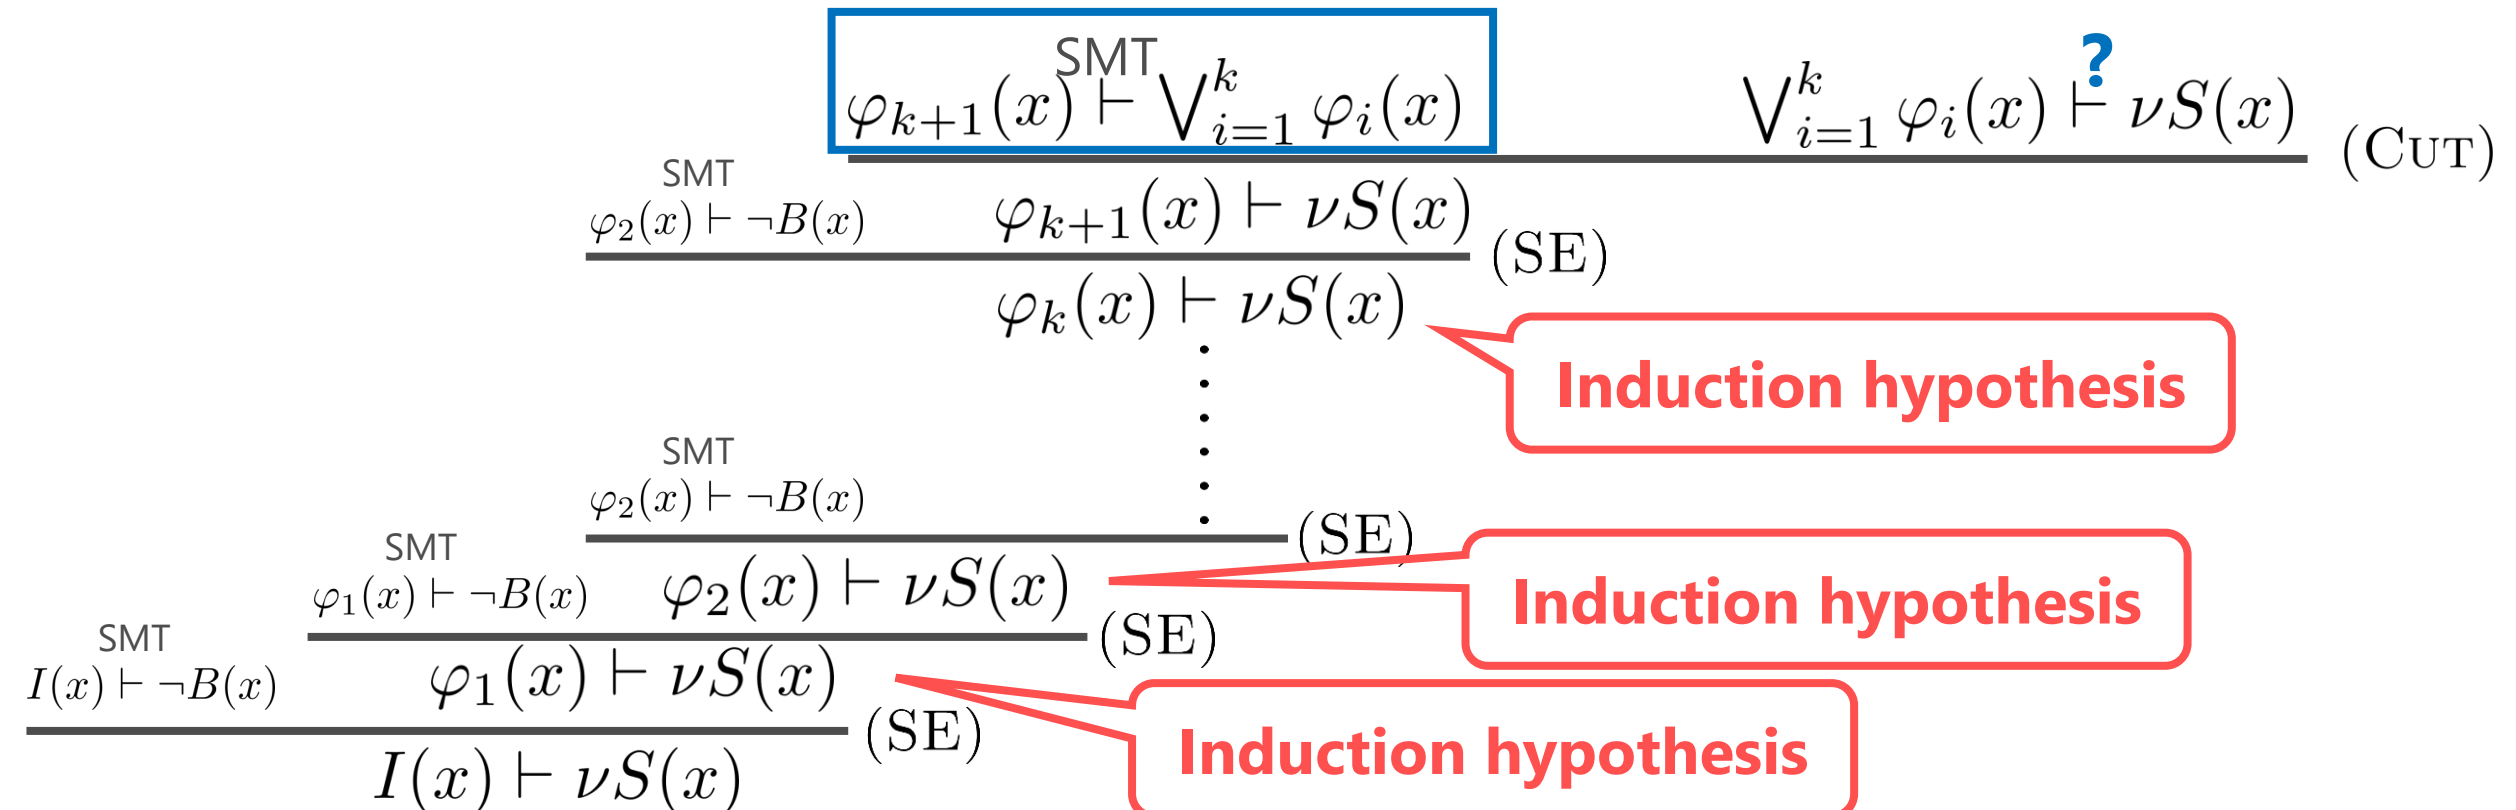 SMT
φ_{k+1}(x) ⊢ ⋁_{i=1}^{k} φ_i(x)
?
⋁_{i=1}^{k} φ_i(x) ⊢ νS(x)
(CUT)
SMT
φ_2(x) ⊢ ¬B(x)
φ_{k+1}(x) ⊢ νS(x)
(SE)
φ_k(x) ⊢ νS(x)
Induction hypothesis
SMT
φ_2(x) ⊢ ¬B(x)
(SE)
SMT
φ_1(x) ⊢ ¬B(x)
φ_2(x) ⊢ νS(x)
Induction hypothesis
(SE)
SMT
I(x) ⊢ ¬B(x)
φ_1(x) ⊢ νS(x)
(SE)
Induction hypothesis
I(x) ⊢ νS(x)